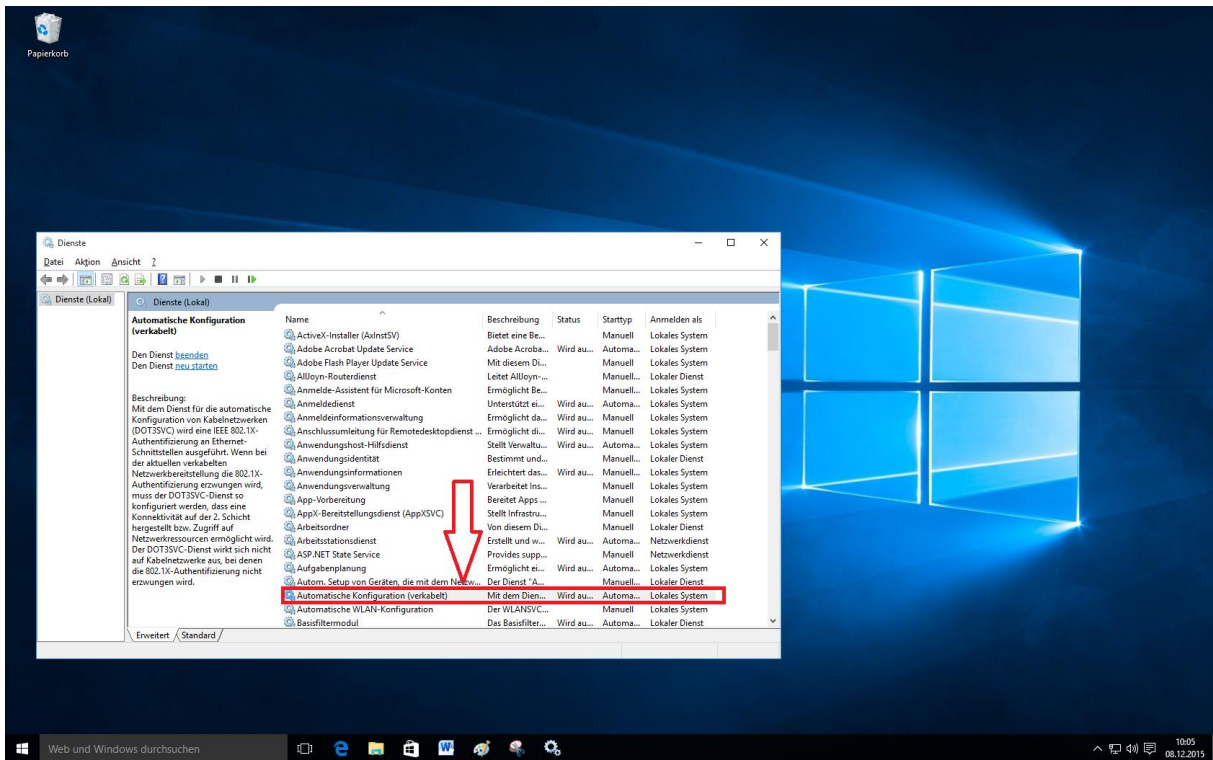 Papierkorb
Dienste
Datei Aktion Ansicht ?
Dienste (Lokal)
Dienste (Lokal)
Automatische Konfiguration
(verkabelt)
Den Dienst beenden
Den Dienst neu starten
Beschreibung:
Mit dem Dienst für die automatische
Konfiguration von Kabelnetzwerken
(DOT3SVC) wird eine IEEE 802.1X-
Authentifizierung an Ethernet-
Schnittstellen ausgeführt. Wenn bei
der aktuellen verkabelten
Netzwerkbereitstellung die 802.1X-
Authentifizierung erzwungen wird,
muss der DOT3SVC-Dienst so
konfiguriert werden, dass eine
Konnektivität auf der 2. Schicht
hergestellt bzw. Zugriff auf
Netzwerkressourcen ermöglicht wird.
Der DOT3SVC-Dienst wirkt sich nicht
auf Kabelnetzwerke aus, bei denen
die 802.1X-Authentifizierung nicht
erzwungen wird.
Name Beschreibung Status Starttyp Anmelden als
ActiveX-Installer (AxInstSV) Bietet eine Be... Manuell Lokales System
Adobe Acrobat Update Service Adobe Acroba... Wird au... Automa... Lokales System
Adobe Flash Player Update Service Mit diesem Di... Manuell Lokales System
AllJoyn-Routerdienst Leitet AllJoyn-... Manuell... Lokaler Dienst
Anmelde-Assistent für Microsoft-Konten Ermöglicht Be... Manuell... Lokales System
Anmeldedienst Unterstützt ei... Wird au... Automa... Lokales System
Anmeldeinformationsverwaltung Ermöglicht da... Wird au... Manuell Lokales System
Anschlussumleitung für Remotedesktopdienst ... Ermöglicht di... Wird au... Manuell Lokales System
Anwendungshost-Hilfsdienst Stellt Verwaltu... Wird au... Automa... Lokales System
Anwendungsidentität Bestimmt und... Manuell... Lokaler Dienst
Anwendungsinformationen Erleichtert das... Wird au... Manuell... Lokales System
Anwendungsverwaltung Verarbeitet Ins... Manuell Lokales System
App-Vorbereitung Bereitet Apps ... Manuell Lokales System
AppX-Bereitstellungsdienst (AppXSVC) Stellt Infrastru... Manuell Lokales System
Arbeitsordner Von diesem Di... Manuell Lokaler Dienst
Arbeitsstationsdienst Erstellt und w... Wird au... Automa... Netzwerkdienst
ASP.NET State Service Provides supp... Manuell Netzwerkdienst
Aufgabenplanung Ermöglicht ei... Wird au... Automa... Lokales System
Autom. Setup von Geräten, die mit dem Netzw... Der Dienst "A... Manuell... Lokaler Dienst
Automatische Konfiguration (verkabelt) Mit dem Dien... Wird au... Automa... Lokales System
Automatische WLAN-Konfiguration Der WLANSVC... Manuell Lokales System
Basisfiltermodul Das Basisfilter... Wird au... Automa... Lokaler Dienst
Erweitert Standard
Web und Windows durchsuchen
10:05
08.12.2015